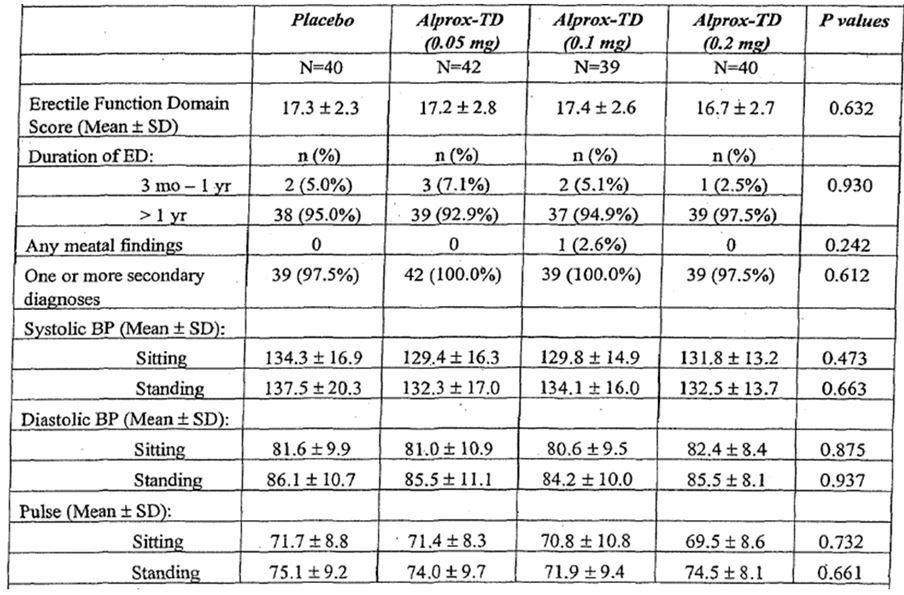 Placebo Alprox-TD (0.05 mg) Alprox-TD (0.1 mg) Alprox-TD (0.2 mg) P values
N=40 N=42 N=39 N=40
Erectile Function Domain Score (Mean ± SD) 17.3 ± 2.3 17.2 ± 2.8 17.4 ± 2.6 16.7 ± 2.7 0.632
Duration of ED: n (%) n (%) n (%) n (%)
3 mo – 1 yr 2 (5.0%) 3 (7.1%) 2 (5.1%) 1 (2.5%) 0.930
> 1 yr 38 (95.0%) 39 (92.9%) 37 (94.9%) 39 (97.5%)
Any meatal findings 0 0 1 (2.6%) 0 0.242
One or more secondary diagnoses 39 (97.5%) 42 (100.0%) 39 (100.0%) 39 (97.5%) 0.612
Systolic BP (Mean ± SD):
Sitting 134.3 ± 16.9 129.4 ± 16.3 129.8 ± 14.9 131.8 ± 13.2 0.473
Standing 137.5 ± 20.3 132.3 ± 17.0 134.1 ± 16.0 132.5 ± 13.7 0.663
Diastolic BP (Mean ± SD):
Sitting 81.6 ± 9.9 81.0 ± 10.9 80.6 ± 9.5 82.4 ± 8.4 0.875
Standing 86.1 ± 10.7 85.5 ± 11.1 84.2 ± 10.0 85.5 ± 8.1 0.937
Pulse (Mean ± SD):
Sitting 71.7 ± 8.8 71.4 ± 8.3 70.8 ± 10.8 69.5 ± 8.6 0.732
Standing 75.1 ± 9.2 74.0 ± 9.7 71.9 ± 9.4 74.5 ± 8.1 0.661